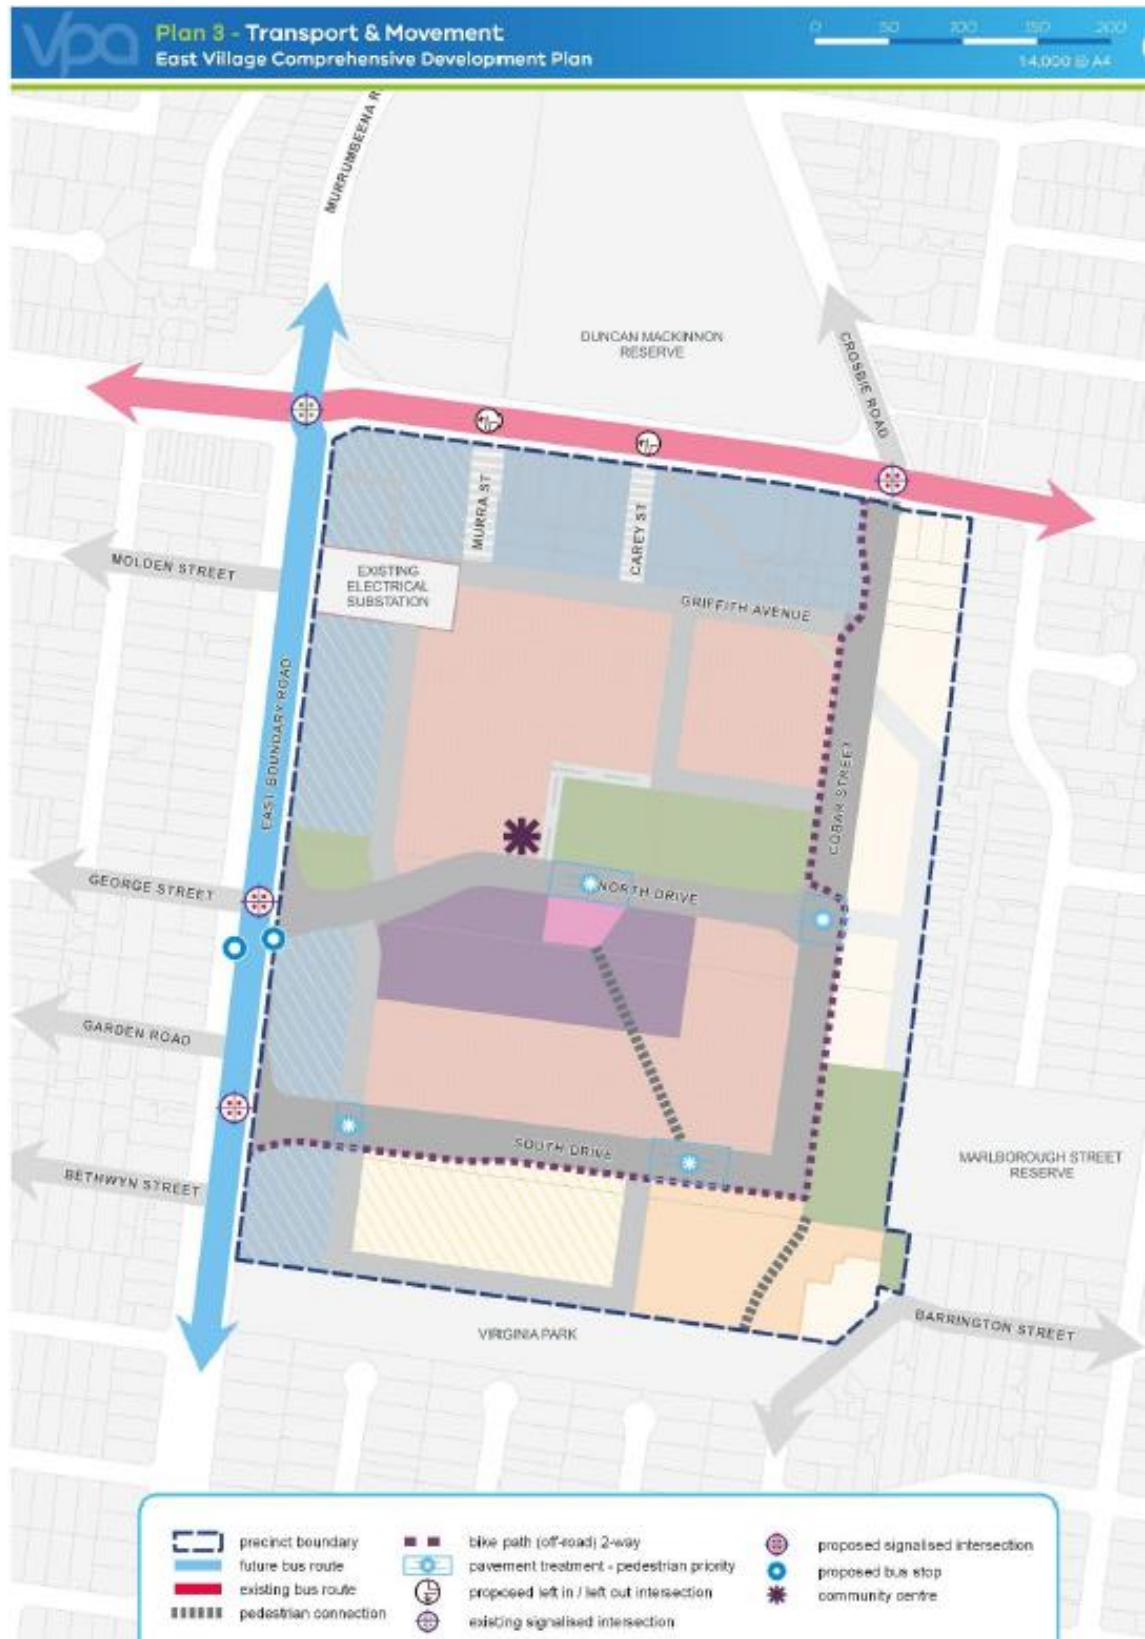 vpa
Plan 3 - Transport & Movement
East Village Comprehensive Development Plan
0 50 100 150 200
1:4,000 @ A4
MURRUMBEENA R
DUNCAN MACKINNON
RESERVE
CROSBIE ROAD
MURRA ST
CAREY ST
MOLDEN STREET
EXISTING
ELECTRICAL
SUBSTATION
GRIFFITH AVENUE
EAST BOUNDARY ROAD
COBAR STREET
GEORGE STREET
NORTH DRIVE
GARDEN ROAD
SOUTH DRIVE
BETHWYN STREET
MARLBOROUGH STREET
RESERVE
BARRINGTON STREET
VIRGINIA PARK
precinct boundary
future bus route
existing bus route
pedestrian connection
bike path (off-road) 2-way
pavement treatment - pedestrian priority
proposed left in / left out intersection
existing signalised intersection
proposed signalised intersection
proposed bus stop
community centre